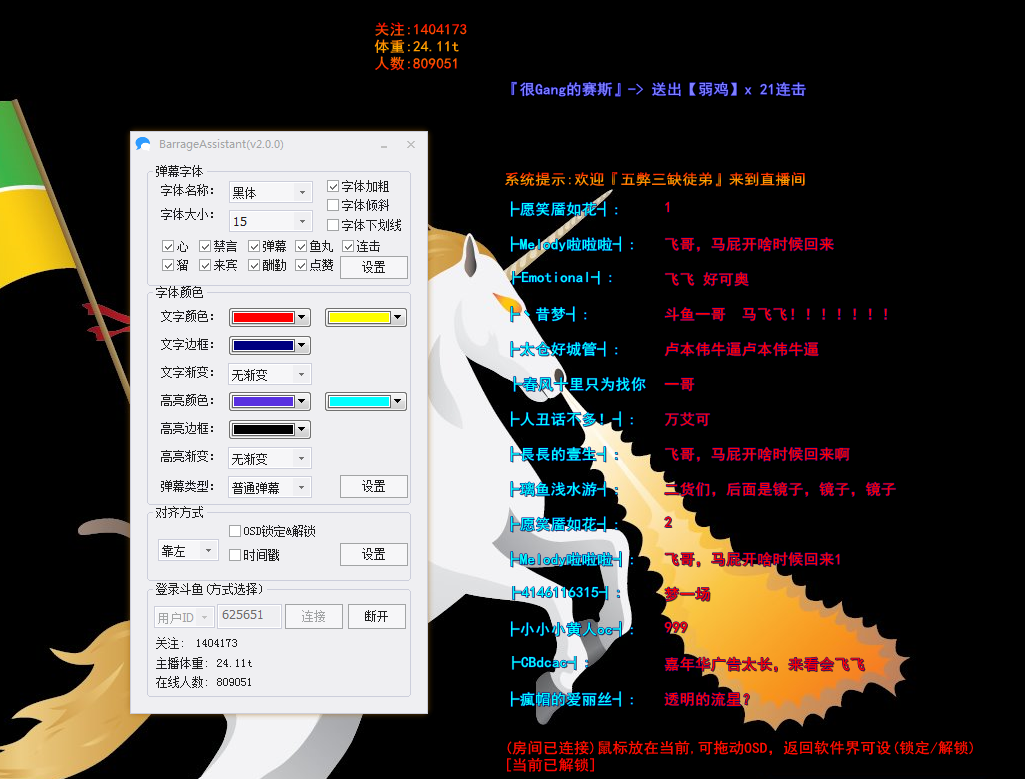 关注:1404173
体重:24.11t
人数:809051
『很Gang的赛斯』-> 送出【弱鸡】x 21连击
BarrageAssistant(v2.0.0)
弹幕字体
字体名称: 黑体
字体大小: 15
字体加粗
字体倾斜
字体下划线
心 禁言 弹幕 鱼丸 连击
溜 来宾 酬勤 点赞 设置
字体颜色
文字颜色:
文字边框:
文字渐变: 无渐变
高亮颜色:
高亮边框:
高亮渐变: 无渐变
弹幕类型: 普通弹幕 设置
对齐方式
靠左
OSD锁定&解锁
时间戳
设置
登录斗鱼(方式选择)
用户ID 625651 连接 断开
关注: 1404173
主播体重: 24.11t
在线人数: 809051
系统提示:欢迎『五弊三缺徒弟』来到直播间
┣愿笑靥如花┫: 1
┣Melody啦啦啦┫: 飞哥, 马屁开啥时候回来
┣Emotional┫: 飞飞 好可奥
┣丶昔梦┫: 斗鱼一哥 马飞飞!!!!!!!
┣太仓好城管┫: 卢本伟牛逼卢本伟牛逼
┣春风十里只为找你 一哥
┣人丑话不多!┫: 万艾可
┣長長的壹生┫: 飞哥, 马屁开啥时候回来啊
┣璃鱼浅水游┫: 二货们, 后面是镜子, 镜子, 镜子
┣愿笑靥如花┫: 2
┣Melody啦啦啦┫: 飞哥, 马屁开啥时候回来1
┣4146116315┫: 梦一场
┣小小小黄人oc┫: 999
┣CBdcac┫: 嘉年华广告太长, 来看会飞飞
┣瘋帽的爱丽丝┫: 透明的流星?
(房间已连接)鼠标放在当前,可拖动OSD, 返回软件界可设(锁定/解锁)
[当前已解锁]